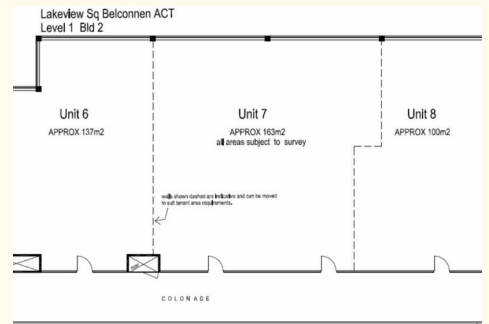 Lakeview Sq Belconnen ACT
Level 1 Bld 2
Unit 6
APPROX 137m2
Unit 7
APPROX 163m2
all areas subject to survey
Unit 8
APPROX 100m2
walls shown dashed are indicative and can be moved
to suit tenant area requirements.
COLONADE